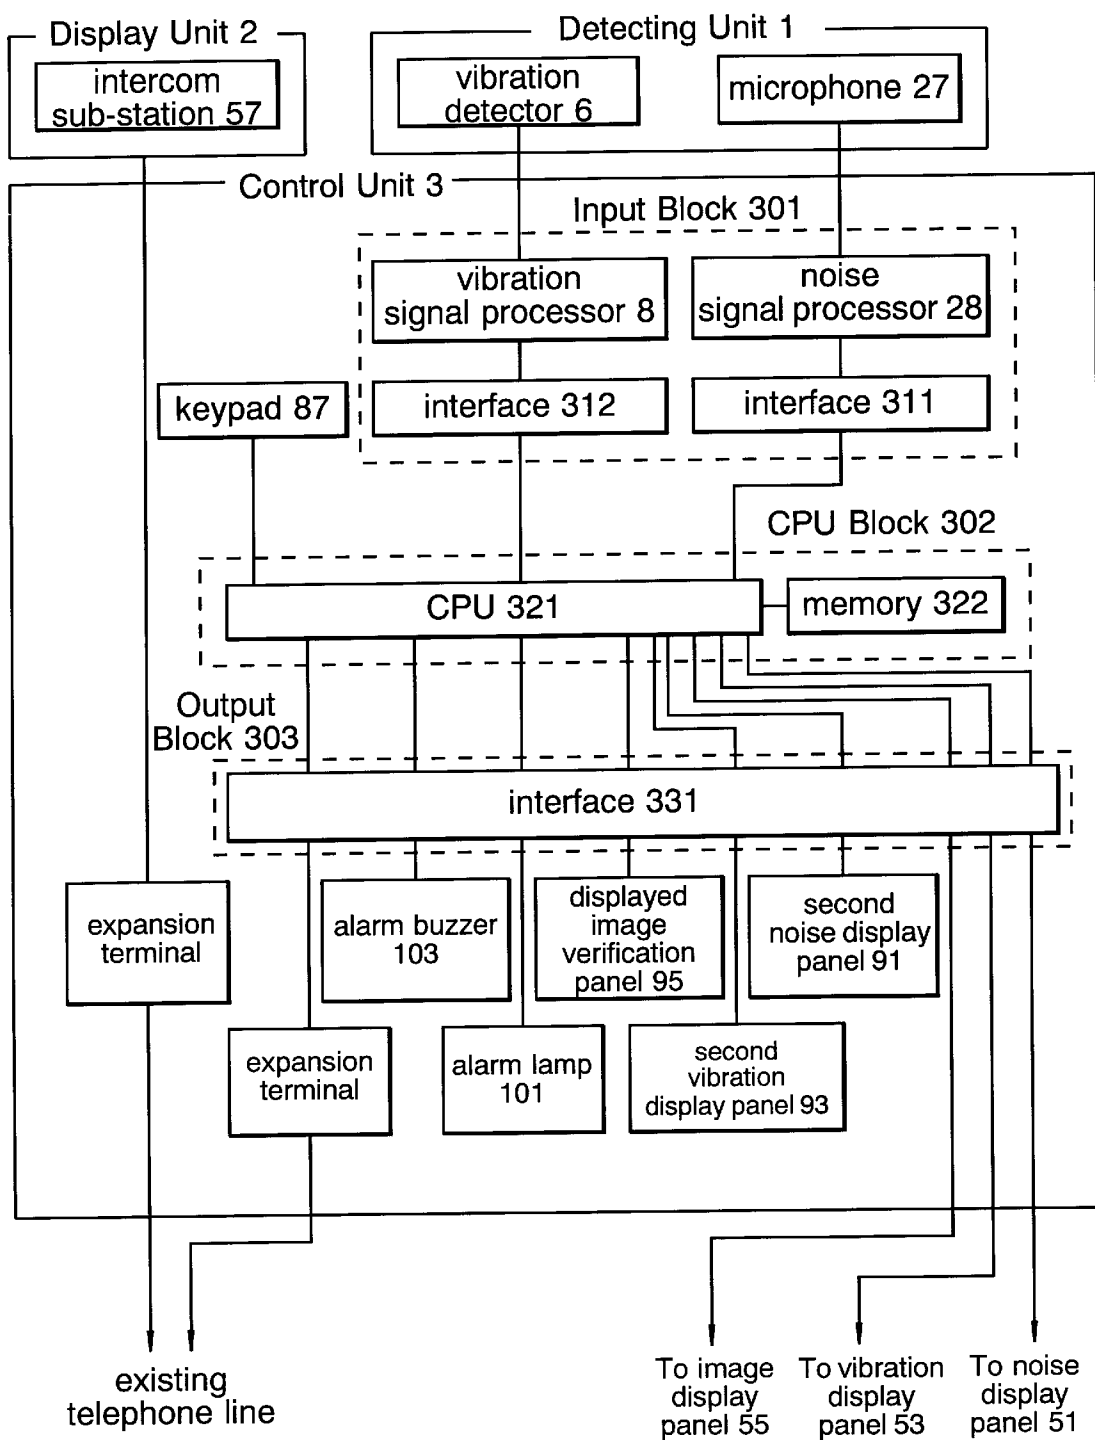 Display Unit 2
Detecting Unit 1
intercom
sub-station 57
vibration
detector 6
microphone 27
Control Unit 3
Input Block 301
vibration
signal processor 8
noise
signal processor 28
keypad 87
interface 312
interface 311
CPU Block 302
CPU 321
memory 322
Output
Block 303
interface 331
expansion
terminal
alarm buzzer
103
displayed
image
verification
panel 95
second
noise display
panel 91
expansion
terminal
alarm lamp
101
second
vibration
display panel 93
existing
telephone line
To image
display
panel 55
To vibration
display
panel 53
To noise
display
panel 51